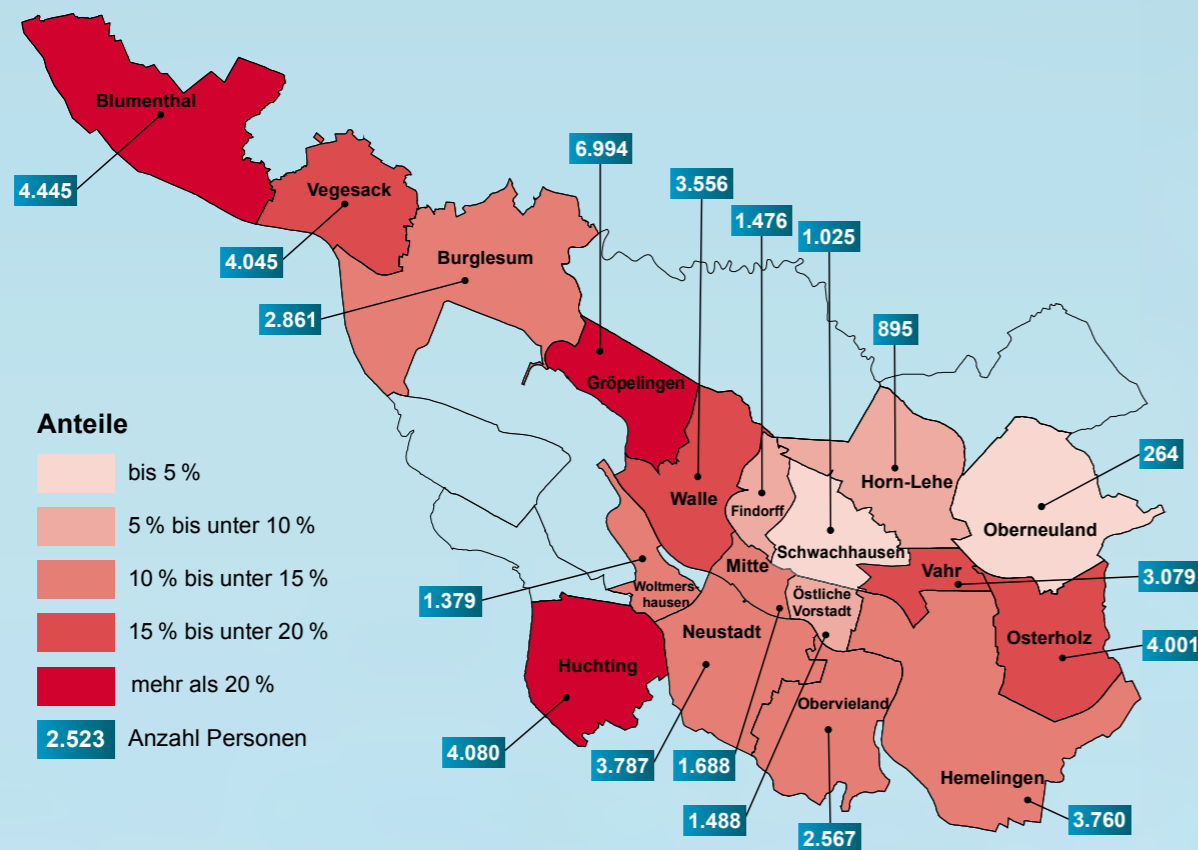 Blumenthal
4.445
Vegesack
4.045
Burglesum
2.861
6.994
Gröpelingen
3.556
Walle
1.476
Findorff
1.025
Schwachhausen
895
Horn-Lehe
264
Oberneuland
Anteile
bis 5 %
5 % bis unter 10 %
10 % bis unter 15 %
15 % bis unter 20 %
mehr als 20 %
2.523 Anzahl Personen
1.379
Woltmers-
hausen
Mitte
1.688
Östliche
Vorstadt
1.488
Vahr
3.079
Osterholz
4.001
Neustadt
3.787
Huchting
4.080
Obervieland
2.567
Hemelingen
3.760